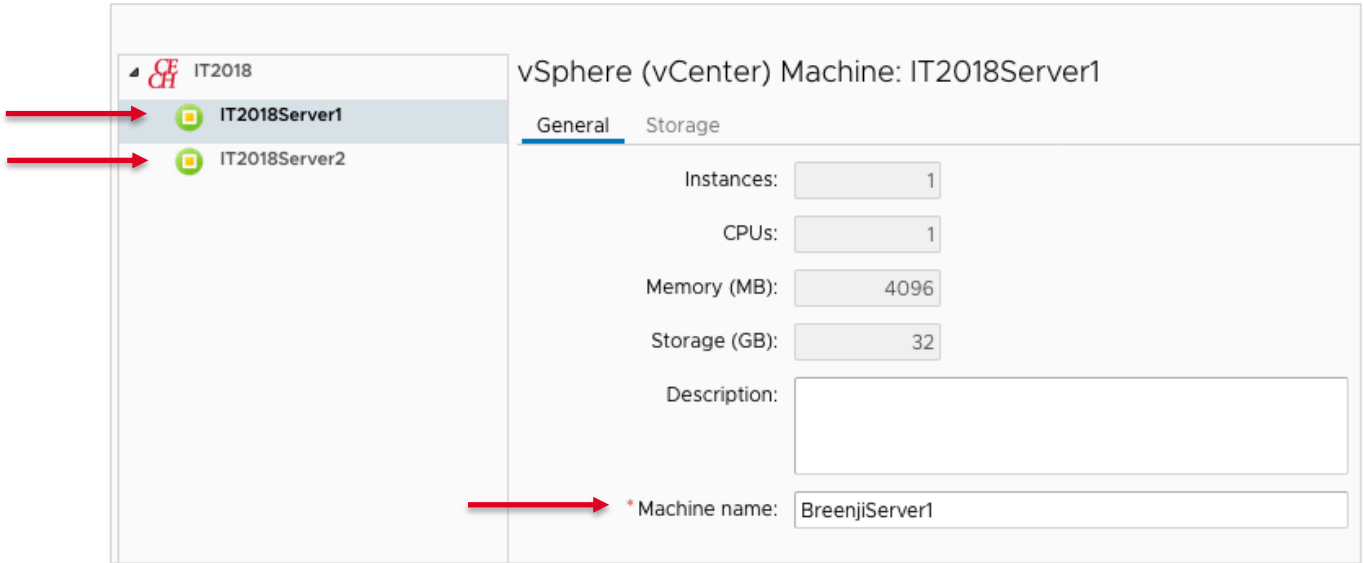 IT2018
IT2018Server1
IT2018Server2
vSphere (vCenter) Machine: IT2018Server1
General Storage
Instances: 1
CPUs: 1
Memory (MB): 4096
Storage (GB): 32
Description:
* Machine name: BreenjiServer1